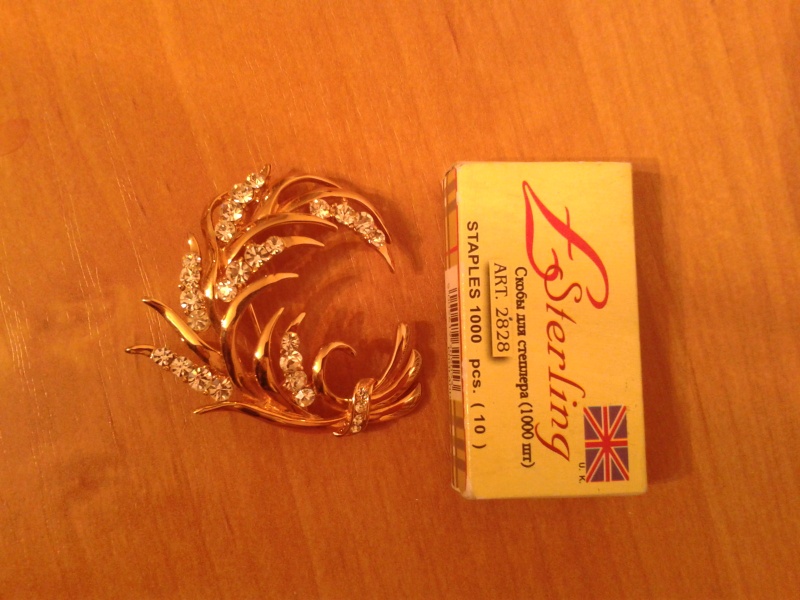 £ Sterling
Скобы для степлера (1000 шт)
ART. 2828
STAPLES 1000 pcs. (10)
U. K.